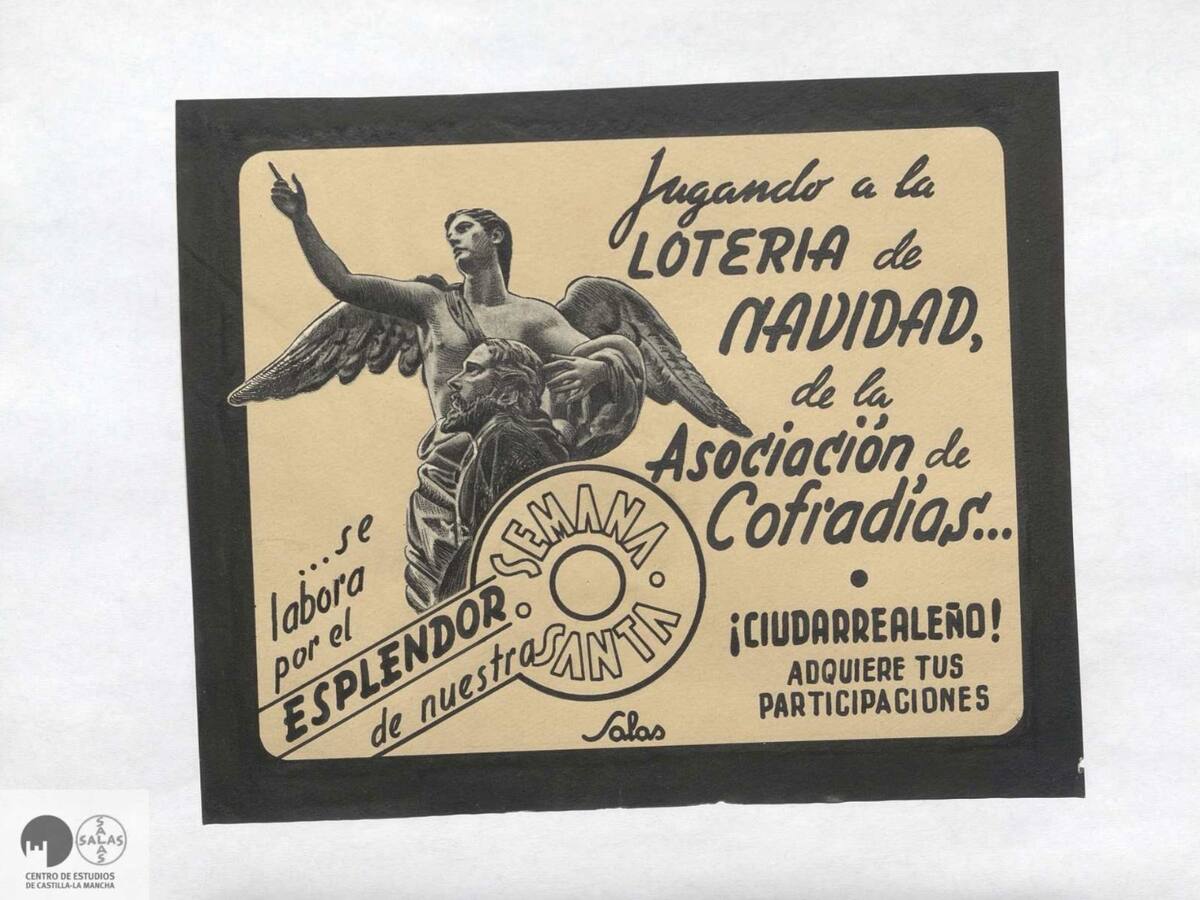 Jugando a la
LOTERIA de
NAVIDAD,
de la
Asociación de
Cofradías...
...se
labora
por el
ESPLENDOR
de nuestra
SEMANA
SANTA
¡CIUDARREALEÑO!
ADQUIERE TUS
PARTICIPACIONES
Salas
SALAS
SALAS
CENTRO DE ESTUDIOS
DE CASTILLA-LA MANCHA